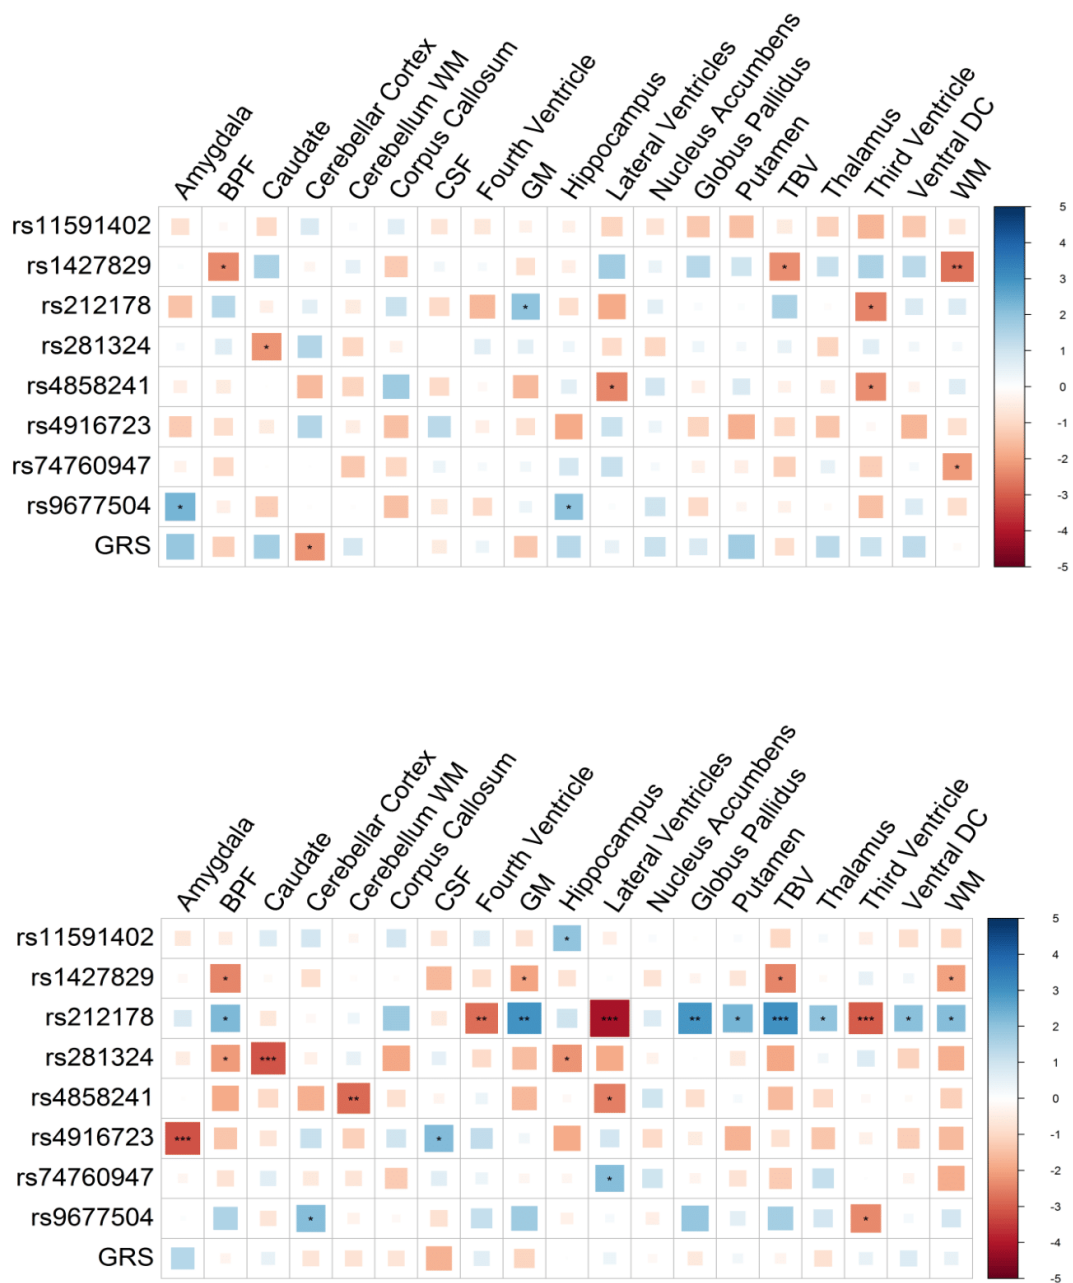 Amygdala
BPF
Caudate
Cerebellar Cortex
Cerebellum WM
Corpus Callosum
CSF
Fourth Ventricle
GM
Hippocampus
Lateral Ventricles
Nucleus Accumbens
Globus Pallidus
Putamen
TBV
Thalamus
Third Ventricle
Ventral DC
WM
rs11591402
rs1427829 * * **
rs212178 * *
rs281324 *
rs4858241 * *
rs4916723
rs74760947 *
rs9677504 * *
GRS *
5
4
3
2
1
0
-1
-2
-3
-4
-5
Amygdala
BPF
Caudate
Cerebellar Cortex
Cerebellum WM
Corpus Callosum
CSF
Fourth Ventricle
GM
Hippocampus
Lateral Ventricles
Nucleus Accumbens
Globus Pallidus
Putamen
TBV
Thalamus
Third Ventricle
Ventral DC
WM
rs11591402 *
rs1427829 * * * *
rs212178 * ** ** *** ** * *** * *** * *
rs281324 * *** *
rs4858241 ** *
rs4916723 *** *
rs74760947 *
rs9677504 * *
GRS
5
4
3
2
1
0
-1
-2
-3
-4
-5